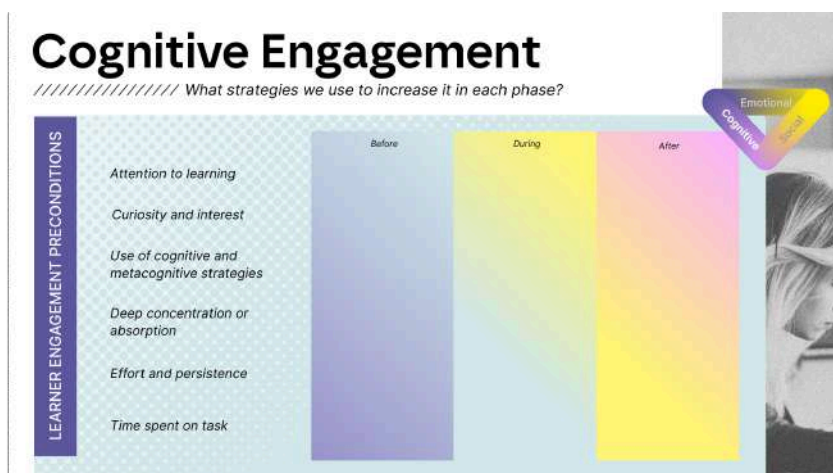 Cognitive Engagement
///////////////// What strategies we use to increase it in each phase?
Emotional
Cognitive
Social
LEARNER ENGAGEMENT PRECONDITIONS
Before
During
After
Attention to learning
Curiosity and interest
Use of cognitive and
metacognitive strategies
Deep concentration or
absorption
Effort and persistence
Time spent on task